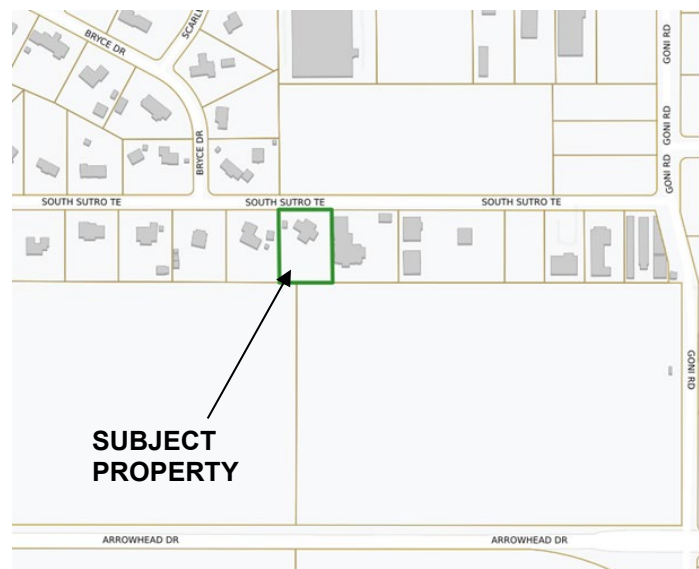 BRYCE DR
SCARL
GONI RD
GONI RD
BRYCE DR
GONI RD
SOUTH SUTRO TE
SOUTH SUTRO TE
SOUTH SUTRO TE
GONI RD
SUBJECT
PROPERTY
ARROWHEAD DR
ARROWHEAD DR